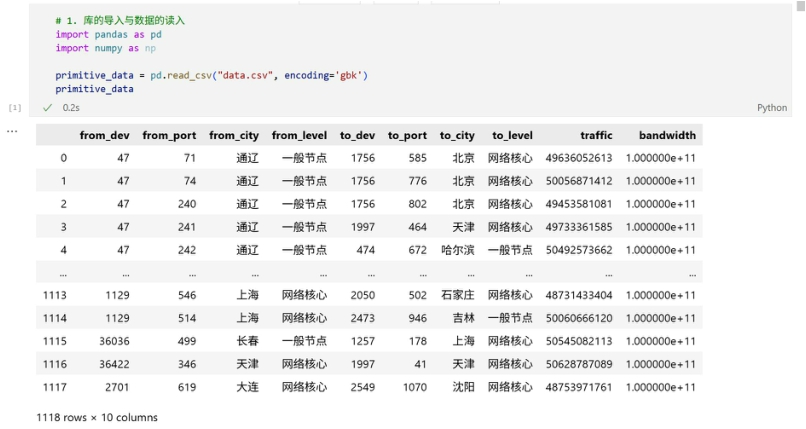 # 1. 库的导入与数据的读入
import pandas as pd
import numpy as np
primitive_data = pd.read_csv("data.csv", encoding='gbk')
primitive_data
[1] 0.2s Python
...
from_dev from_port from_city from_level to_dev to_port to_city to_level traffic bandwidth
0 47 71 通辽 一般节点 1756 585 北京 网络核心 49636052613 1.000000e+11
1 47 74 通辽 一般节点 1756 776 北京 网络核心 50056871412 1.000000e+11
2 47 240 通辽 一般节点 1756 802 北京 网络核心 49453581081 1.000000e+11
3 47 241 通辽 一般节点 1997 464 天津 网络核心 49733361585 1.000000e+11
4 47 242 通辽 一般节点 474 672 哈尔滨 一般节点 50492573662 1.000000e+11
... ... ... ... ... ... ... ... ... ... ...
1113 1129 546 上海 网络核心 2050 502 石家庄 网络核心 48731433404 1.000000e+11
1114 1129 514 上海 网络核心 2473 946 吉林 一般节点 50060666120 1.000000e+11
1115 36036 499 长春 一般节点 1257 178 上海 网络核心 50545082113 1.000000e+11
1116 36422 346 天津 网络核心 1997 41 天津 网络核心 50628787089 1.000000e+11
1117 2701 619 大连 网络核心 2549 1070 沈阳 网络核心 48753971761 1.000000e+11
1118 rows × 10 columns